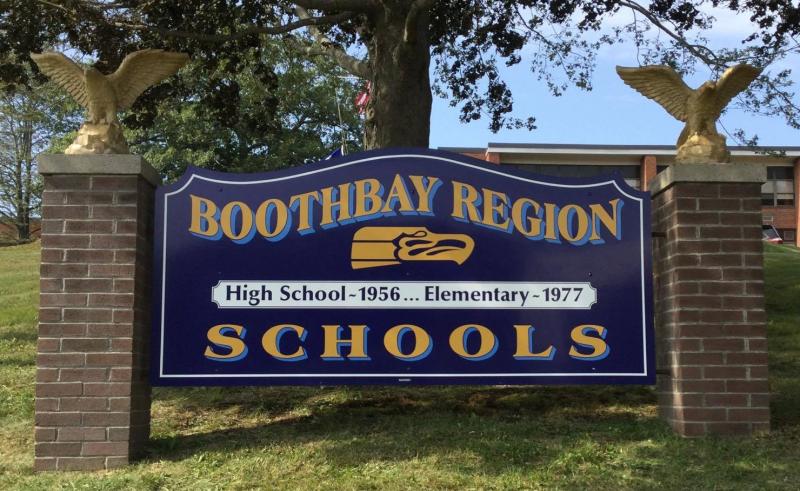 BOOTHBAY REGION
High School~1956...Elementary~1977
SCHOOLS